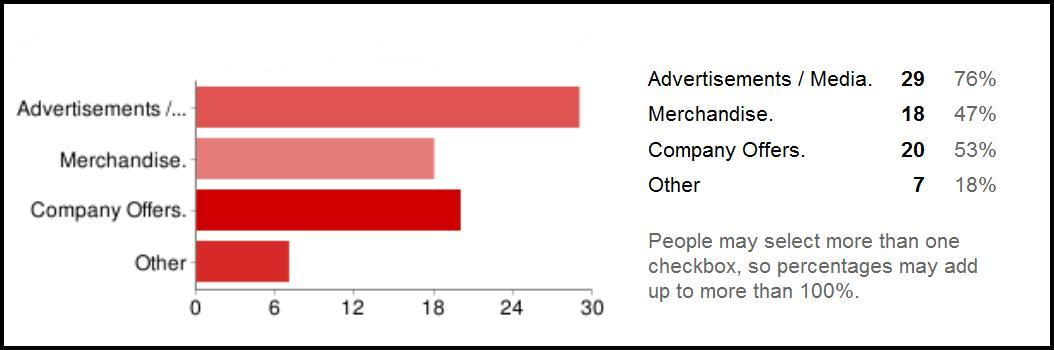 Advertisements /...
Merchandise.
Company Offers.
Other
0 6 12 18 24 30
Advertisements / Media. 29 76%
Merchandise. 18 47%
Company Offers. 20 53%
Other 7 18%
People may select more than one
checkbox, so percentages may add
up to more than 100%.